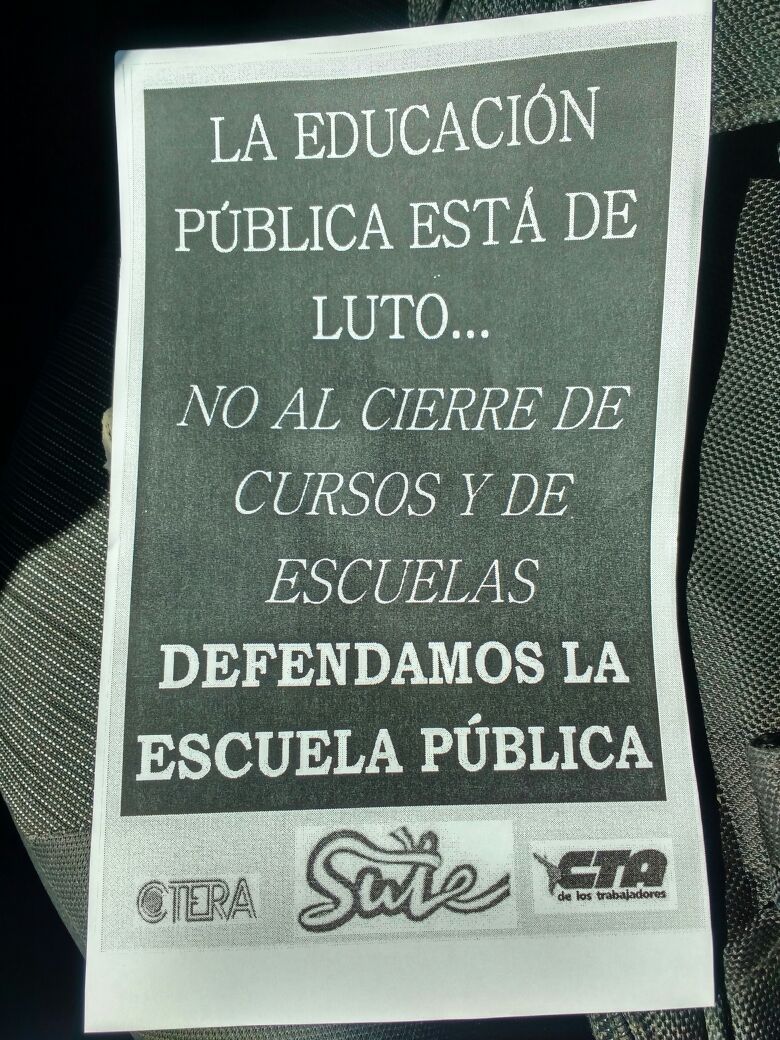 LA EDUCACIÓN
PÚBLICA ESTÁ DE
LUTO...
NO AL CIERRE DE
CURSOS Y DE
ESCUELAS
DEFENDAMOS LA
ESCUELA PÚBLICA
CTERA
Sute
CTA
de los trabajadores